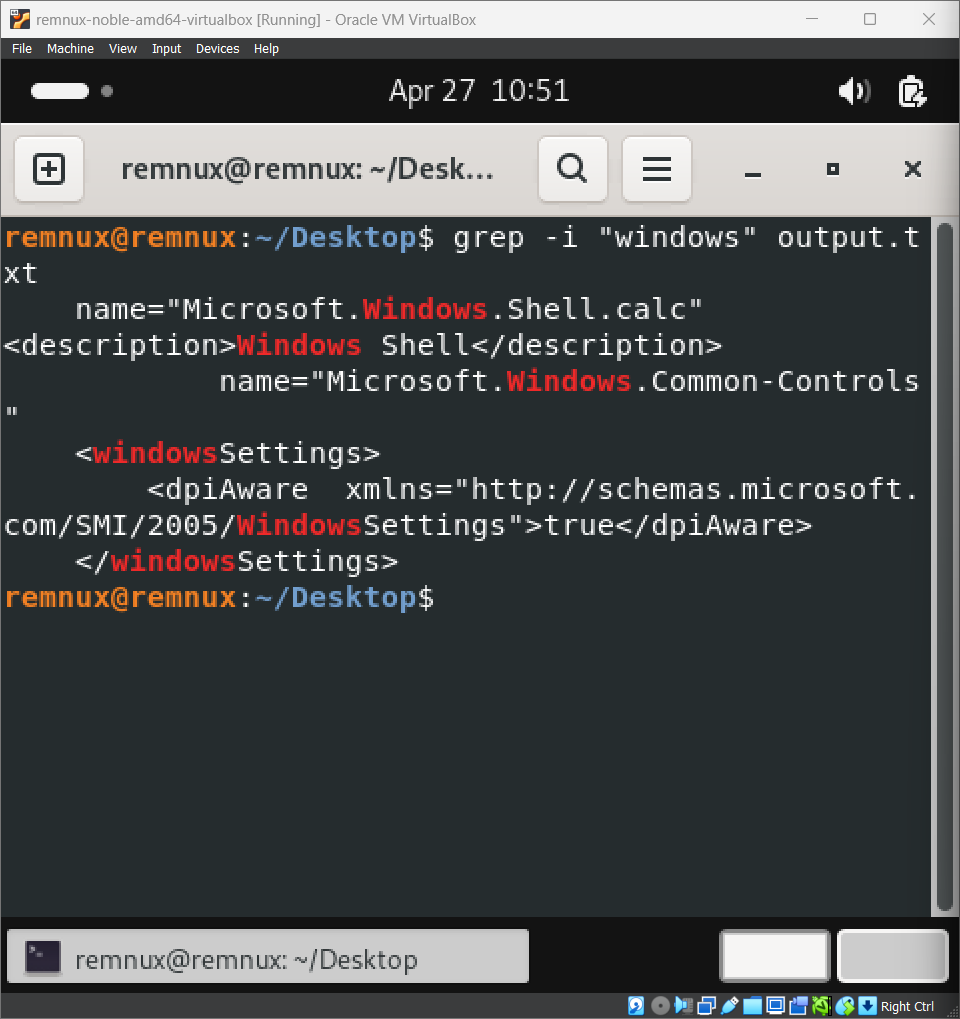 remnux-noble-amd64-virtualbox [Running] - Oracle VM VirtualBox
File Machine View Input Devices Help
Apr 27 10:51
remnux@remnux: ~/Desk...
remnux@remnux:~/Desktop$ grep -i "windows" output.t
xt
    name="Microsoft.Windows.Shell.calc"
<description>Windows Shell</description>
            name="Microsoft.Windows.Common-Controls
"
    <windowsSettings>
        <dpiAware  xmlns="http://schemas.microsoft.
com/SMI/2005/WindowsSettings">true</dpiAware>
    </windowsSettings>
remnux@remnux:~/Desktop$
remnux@remnux: ~/Desktop
Right Ctrl